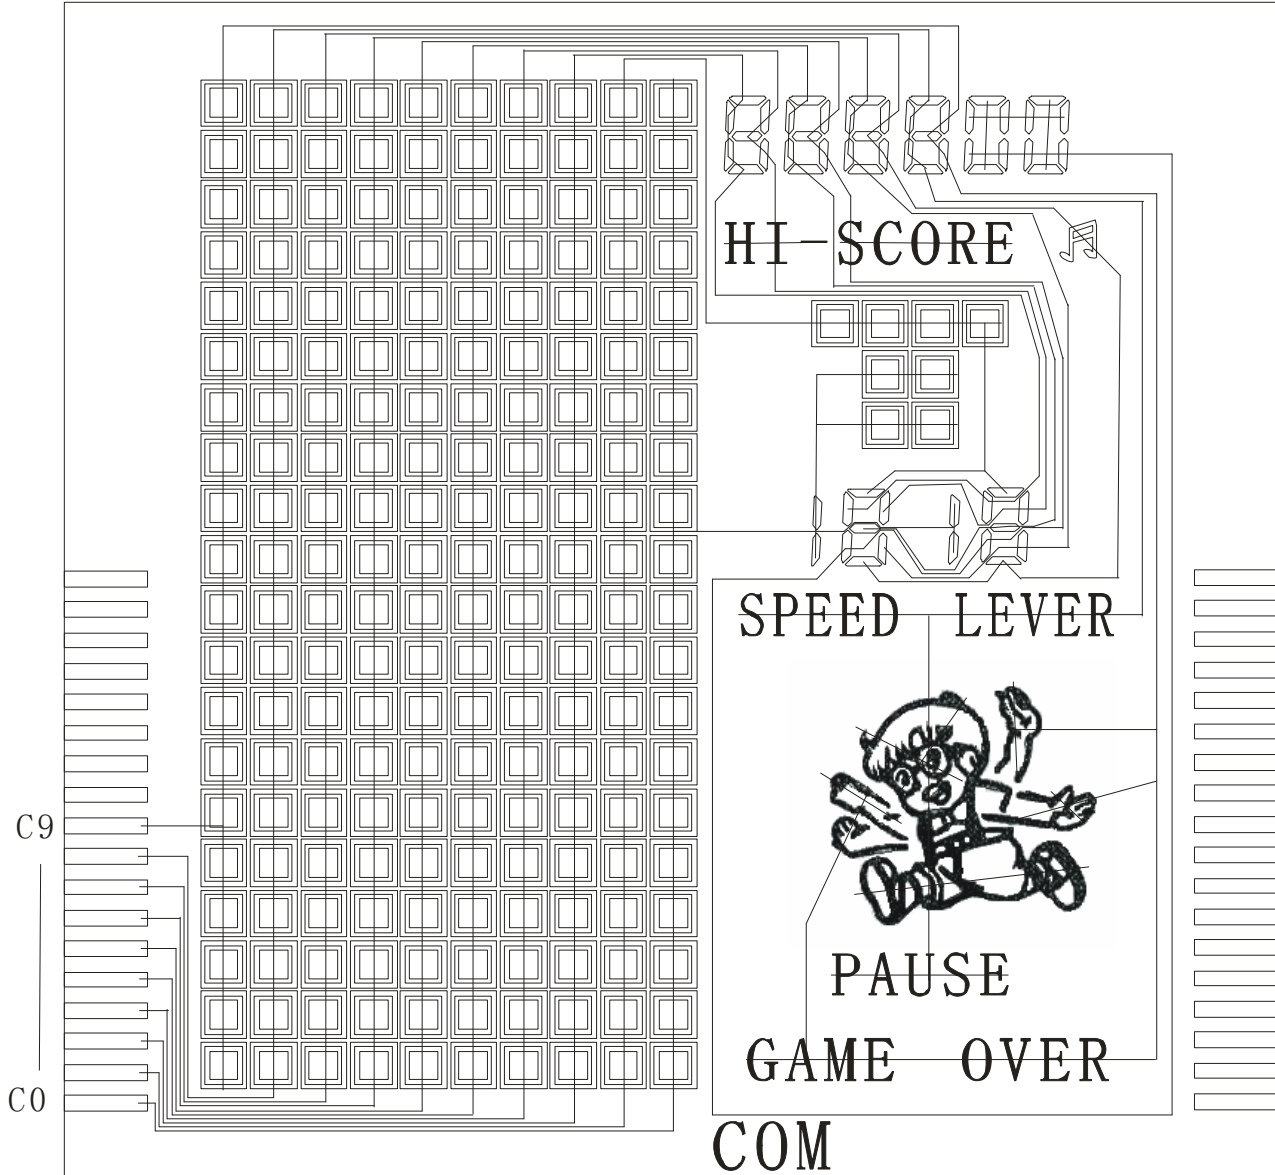 HI-SCORE
SPEED LEVER
C9
PAUSE
GAME OVER
C0
COM